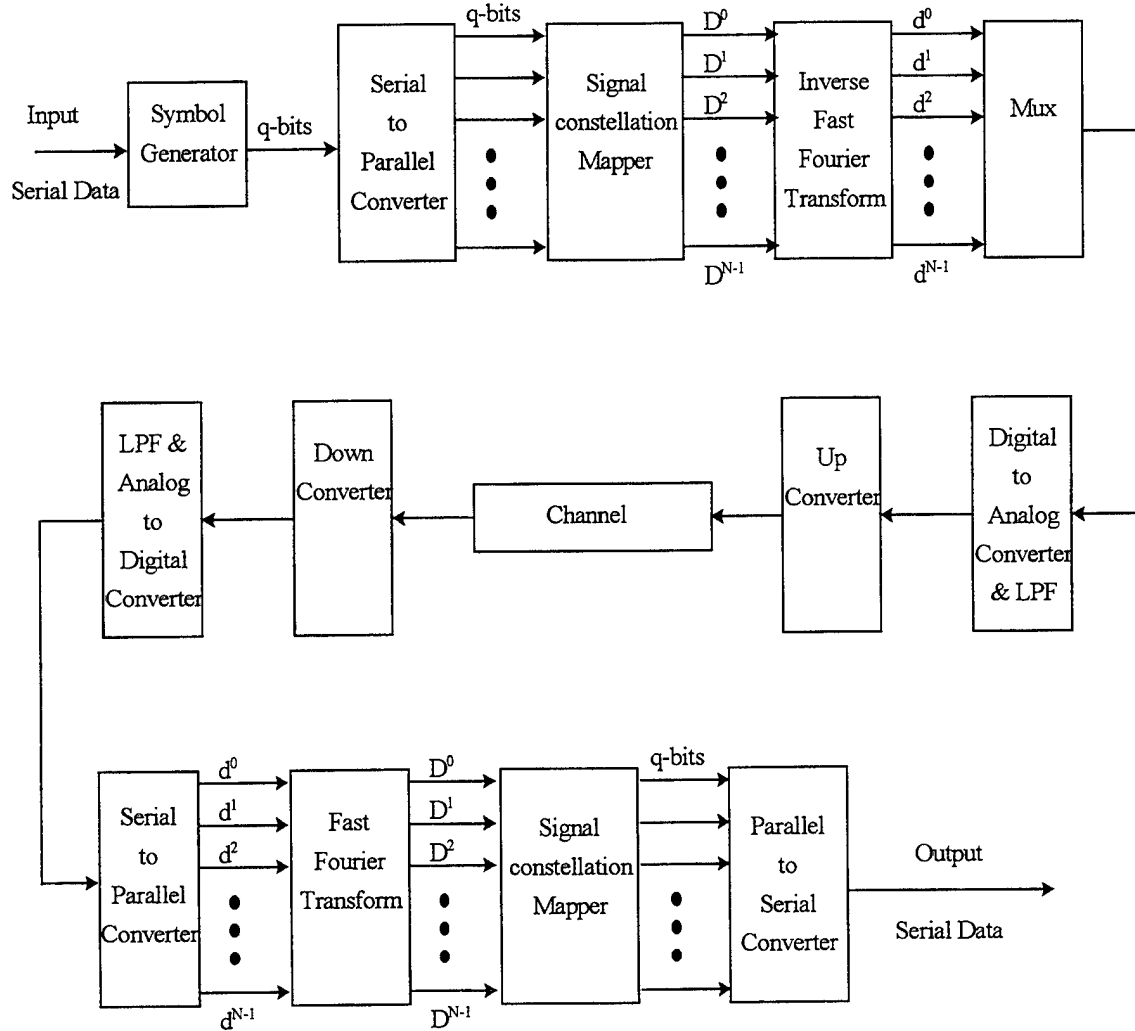 Input
Serial Data
Symbol
Generator
q-bits
Serial
to
Parallel
Converter
q-bits
Signal
constellation
Mapper
D⁰
D¹
D²
Dᴺ⁻¹
Inverse
Fast
Fourier
Transform
d⁰
d¹
d²
dᴺ⁻¹
Mux
Digital
to
Analog
Converter
& LPF
Up
Converter
Channel
Down
Converter
LPF &
Analog
to
Digital
Converter
Serial
to
Parallel
Converter
d⁰
d¹
d²
dᴺ⁻¹
Fast
Fourier
Transform
D⁰
D¹
D²
Dᴺ⁻¹
Signal
constellation
Mapper
q-bits
Parallel
to
Serial
Converter
Output
Serial Data